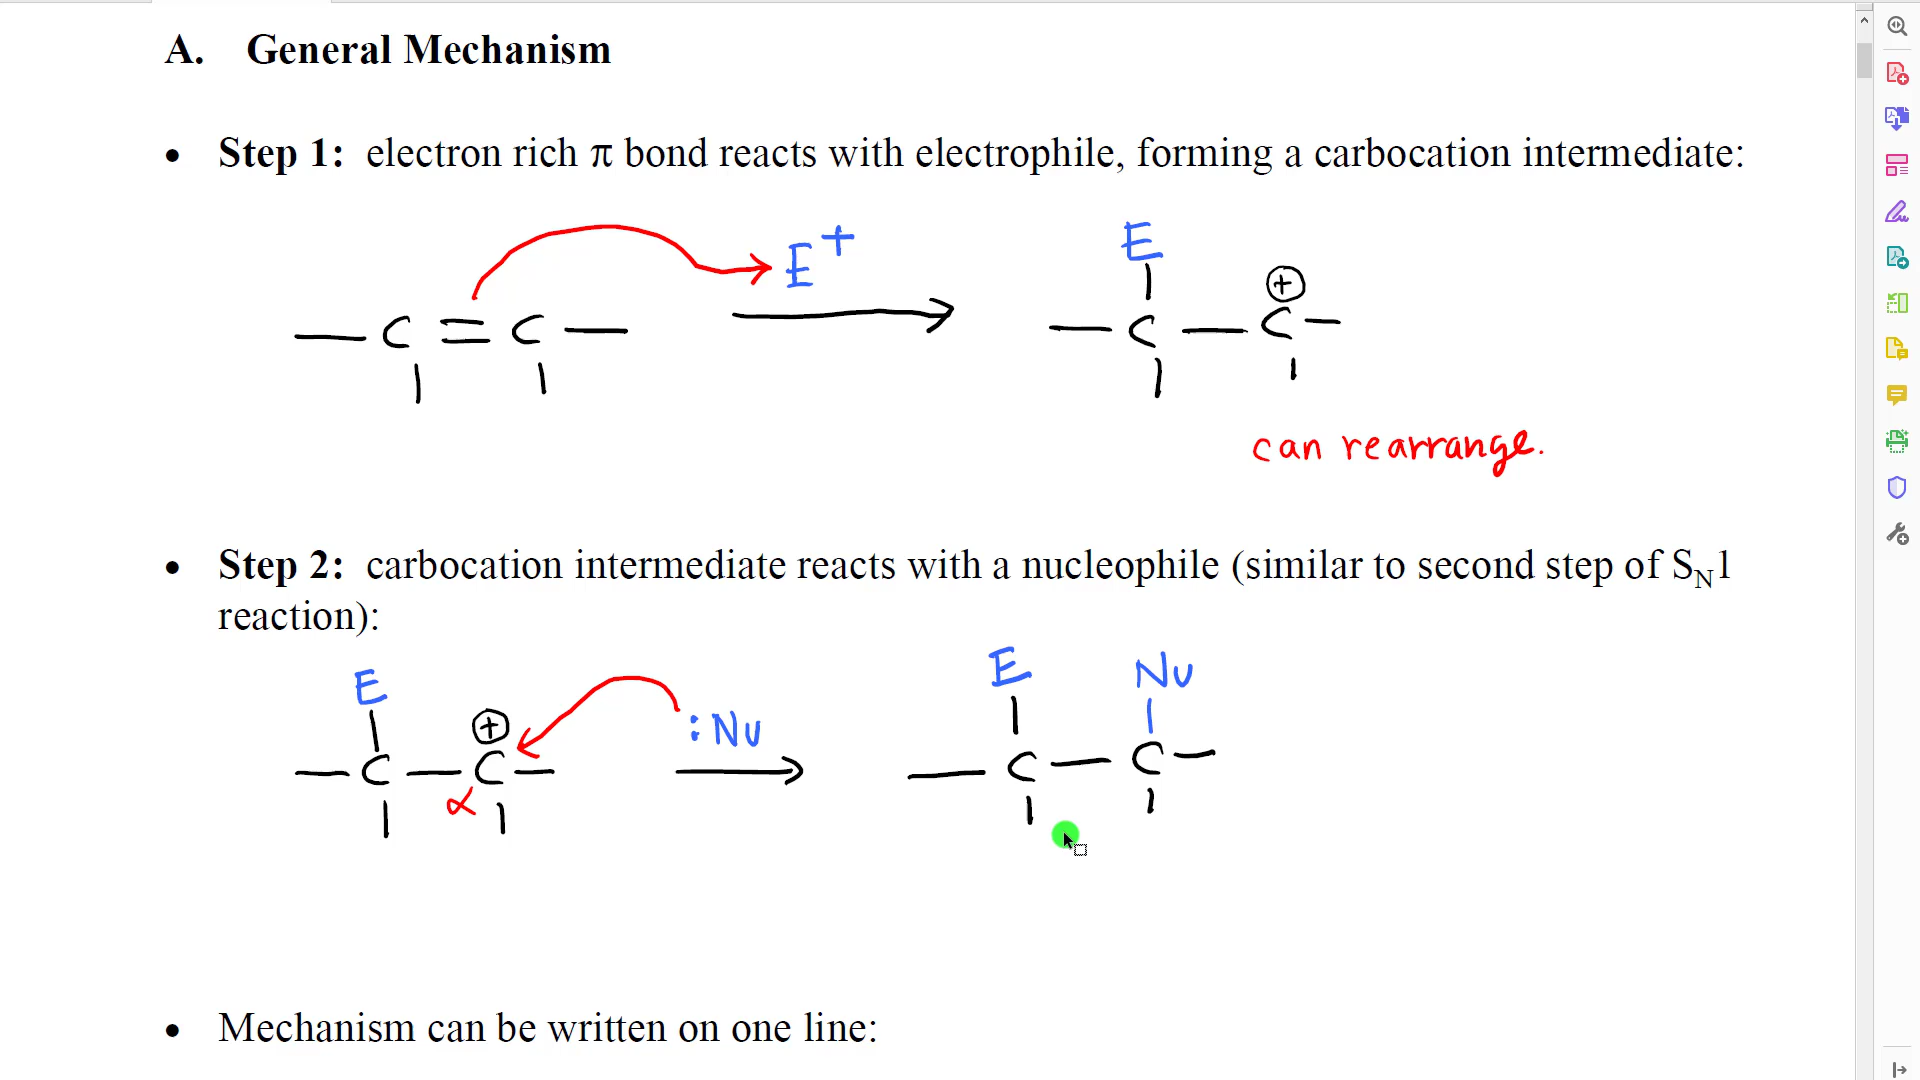 A. General Mechanism
• Step 1: electron rich π bond reacts with electrophile, forming a carbocation intermediate:
E+
E
+
C = C
C — C
can rearrange.
• Step 2: carbocation intermediate reacts with a nucleophile (similar to second step of SN1
reaction):
E
E Nu
+
:Nu
C — C
C — C
α
• Mechanism can be written on one line: